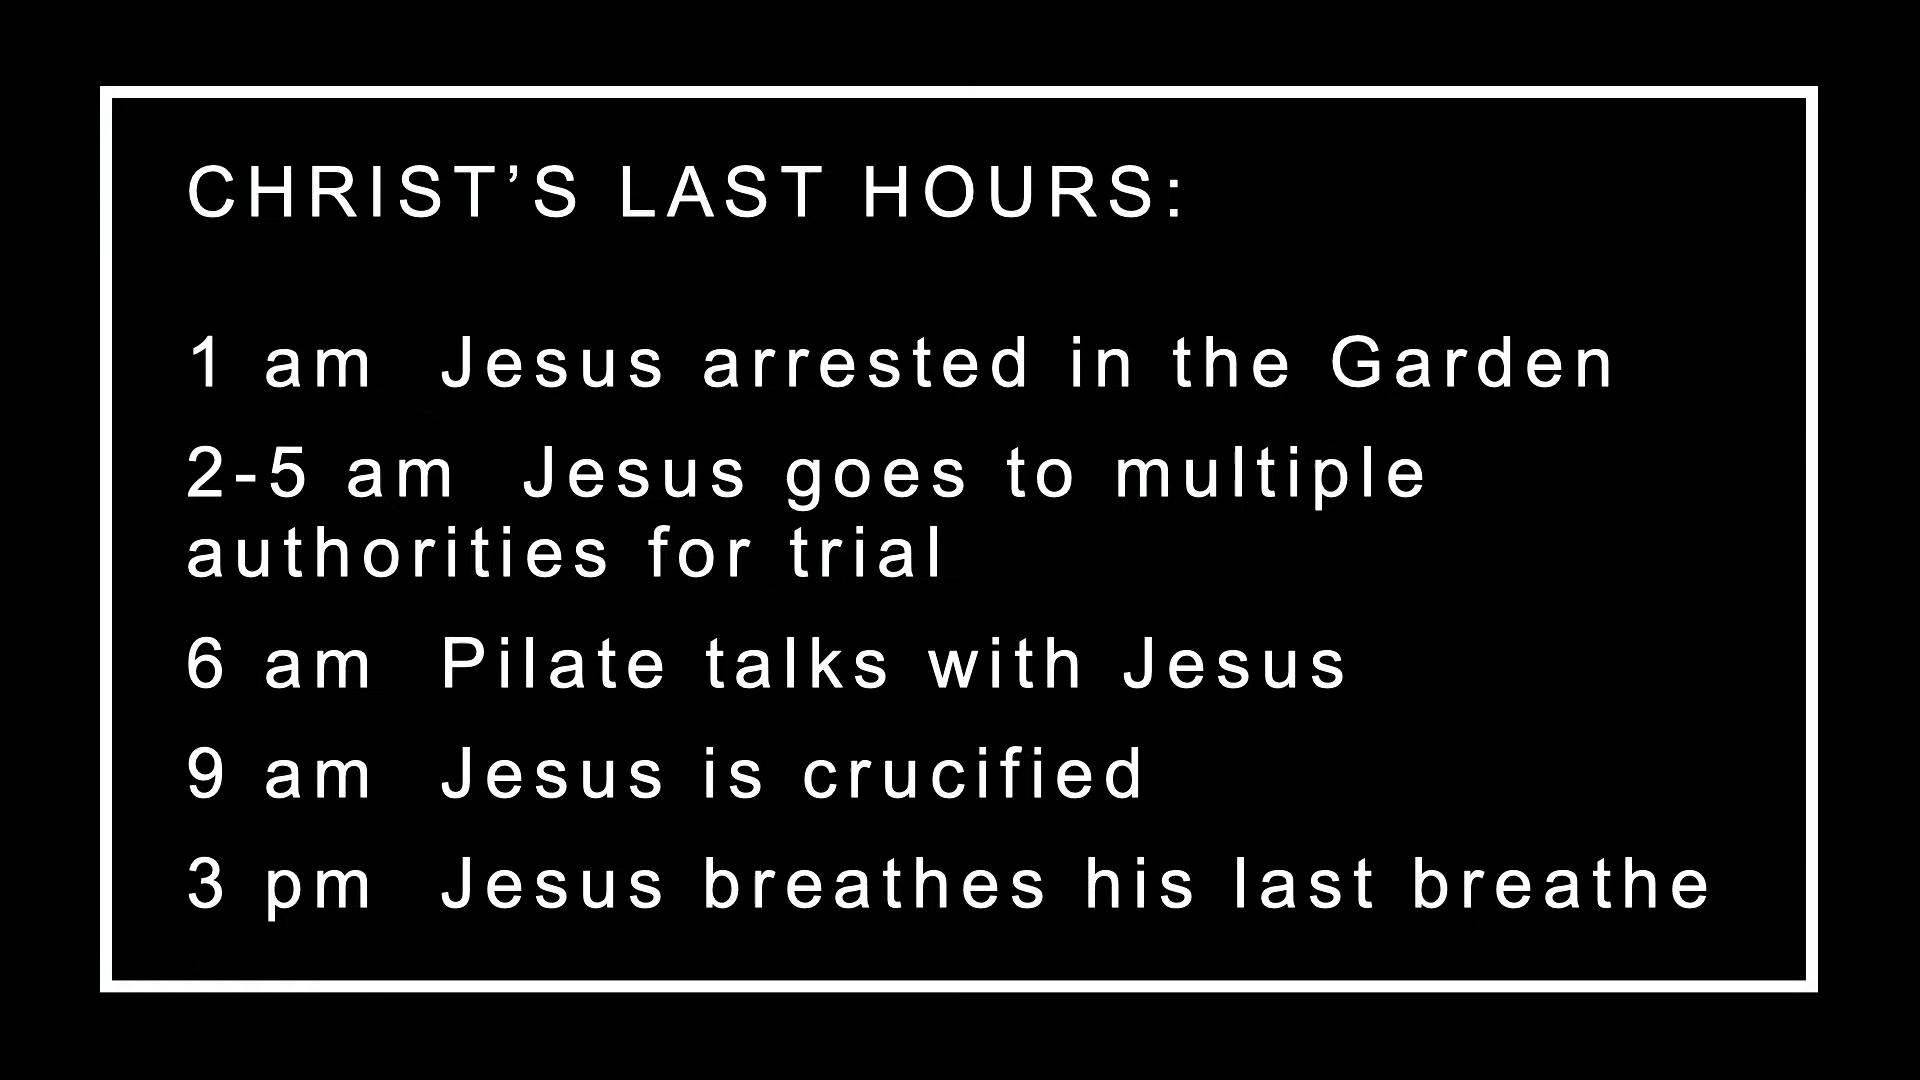 CHRIST’S LAST HOURS:
1 am  Jesus arrested in the Garden
2-5 am  Jesus goes to multiple
authorities for trial
6 am  Pilate talks with Jesus
9 am  Jesus is crucified
3 pm  Jesus breathes his last breathe